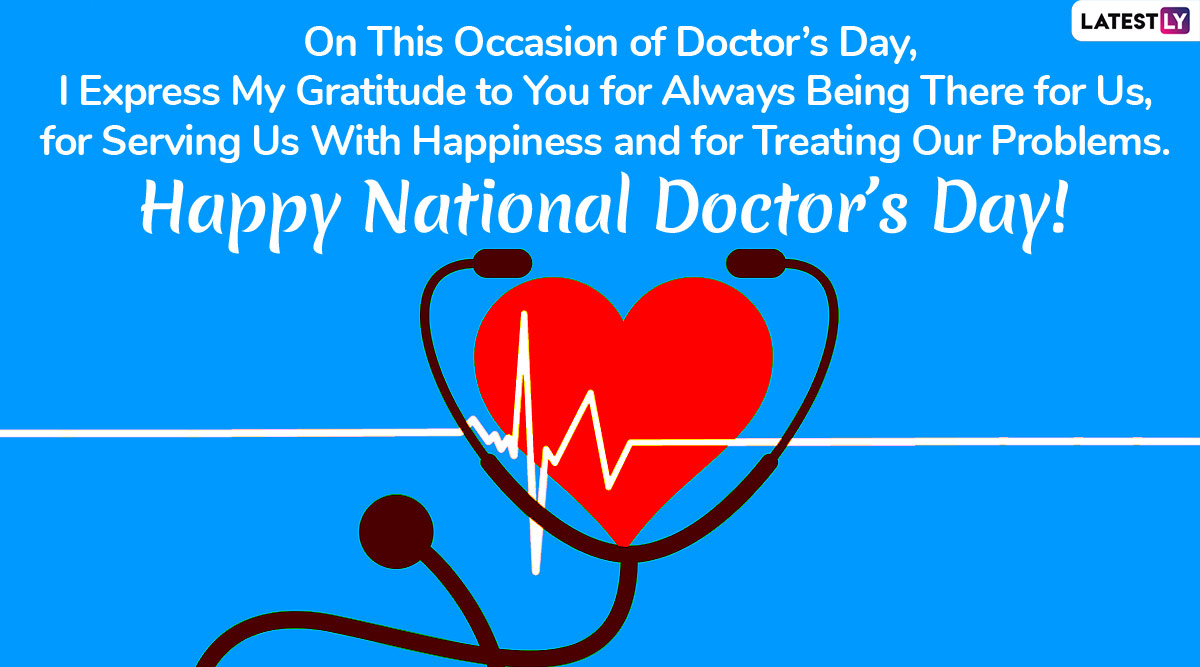 LATESTLY
On This Occasion of Doctor's Day,
I Express My Gratitude to You for Always Being There for Us,
for Serving Us With Happiness and for Treating Our Problems.
Happy National Doctor's Day!